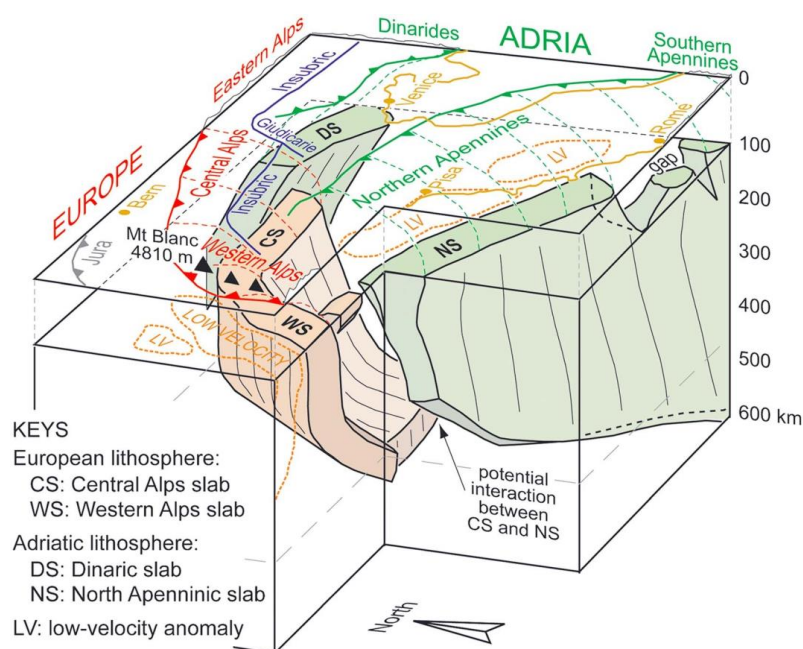 Dinarides
ADRIA
Southern
Apennines
Eastern Alps
Insubric
0
Venice
Giudicarie
DS
Rome
100
EUROPE
Central Alps
LV
gap
Northern Apennines
Bern
Insubric
Pisa
200
LV
CS
NS
Mt Blanc
4810 m
Western Alps
300
Jura
WS
400
LOW VELOCITY
LV
500
600 km
KEYS
European lithosphere:
CS: Central Alps slab
WS: Western Alps slab
potential
interaction
between
CS and NS
Adriatic lithosphere:
DS: Dinaric slab
NS: North Apenninic slab
LV: low-velocity anomaly
North